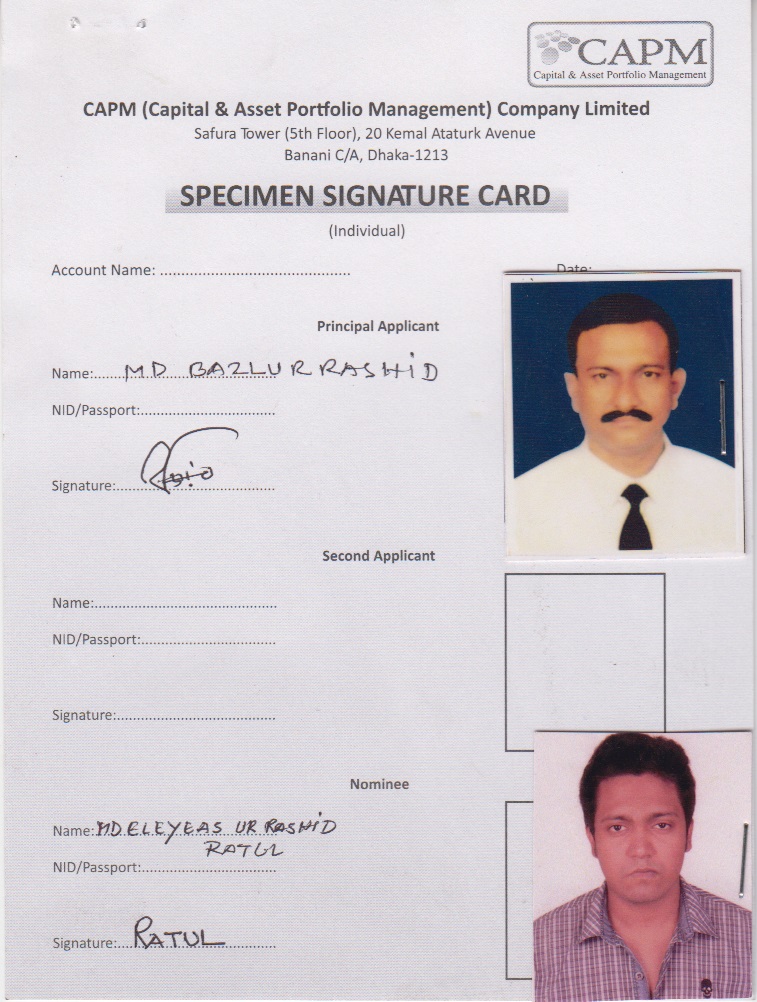 CAPM
Capital & Asset Portfolio Management
CAPM (Capital & Asset Portfolio Management) Company Limited
Safura Tower (5th Floor), 20 Kemal Ataturk Avenue
Banani C/A, Dhaka-1213
SPECIMEN SIGNATURE CARD
(Individual)
Account Name: ............................................. Date:
Principal Applicant
Name:......MD BAZLUR RASHID
NID/Passport:................................
Signature:......................................
Second Applicant
Name:...........................................
NID/Passport:................................
Signature:......................................
Nominee
Name: MD ELEYEAS UR RASHID
RATUL
NID/Passport:................................
Signature:....RATUL.............